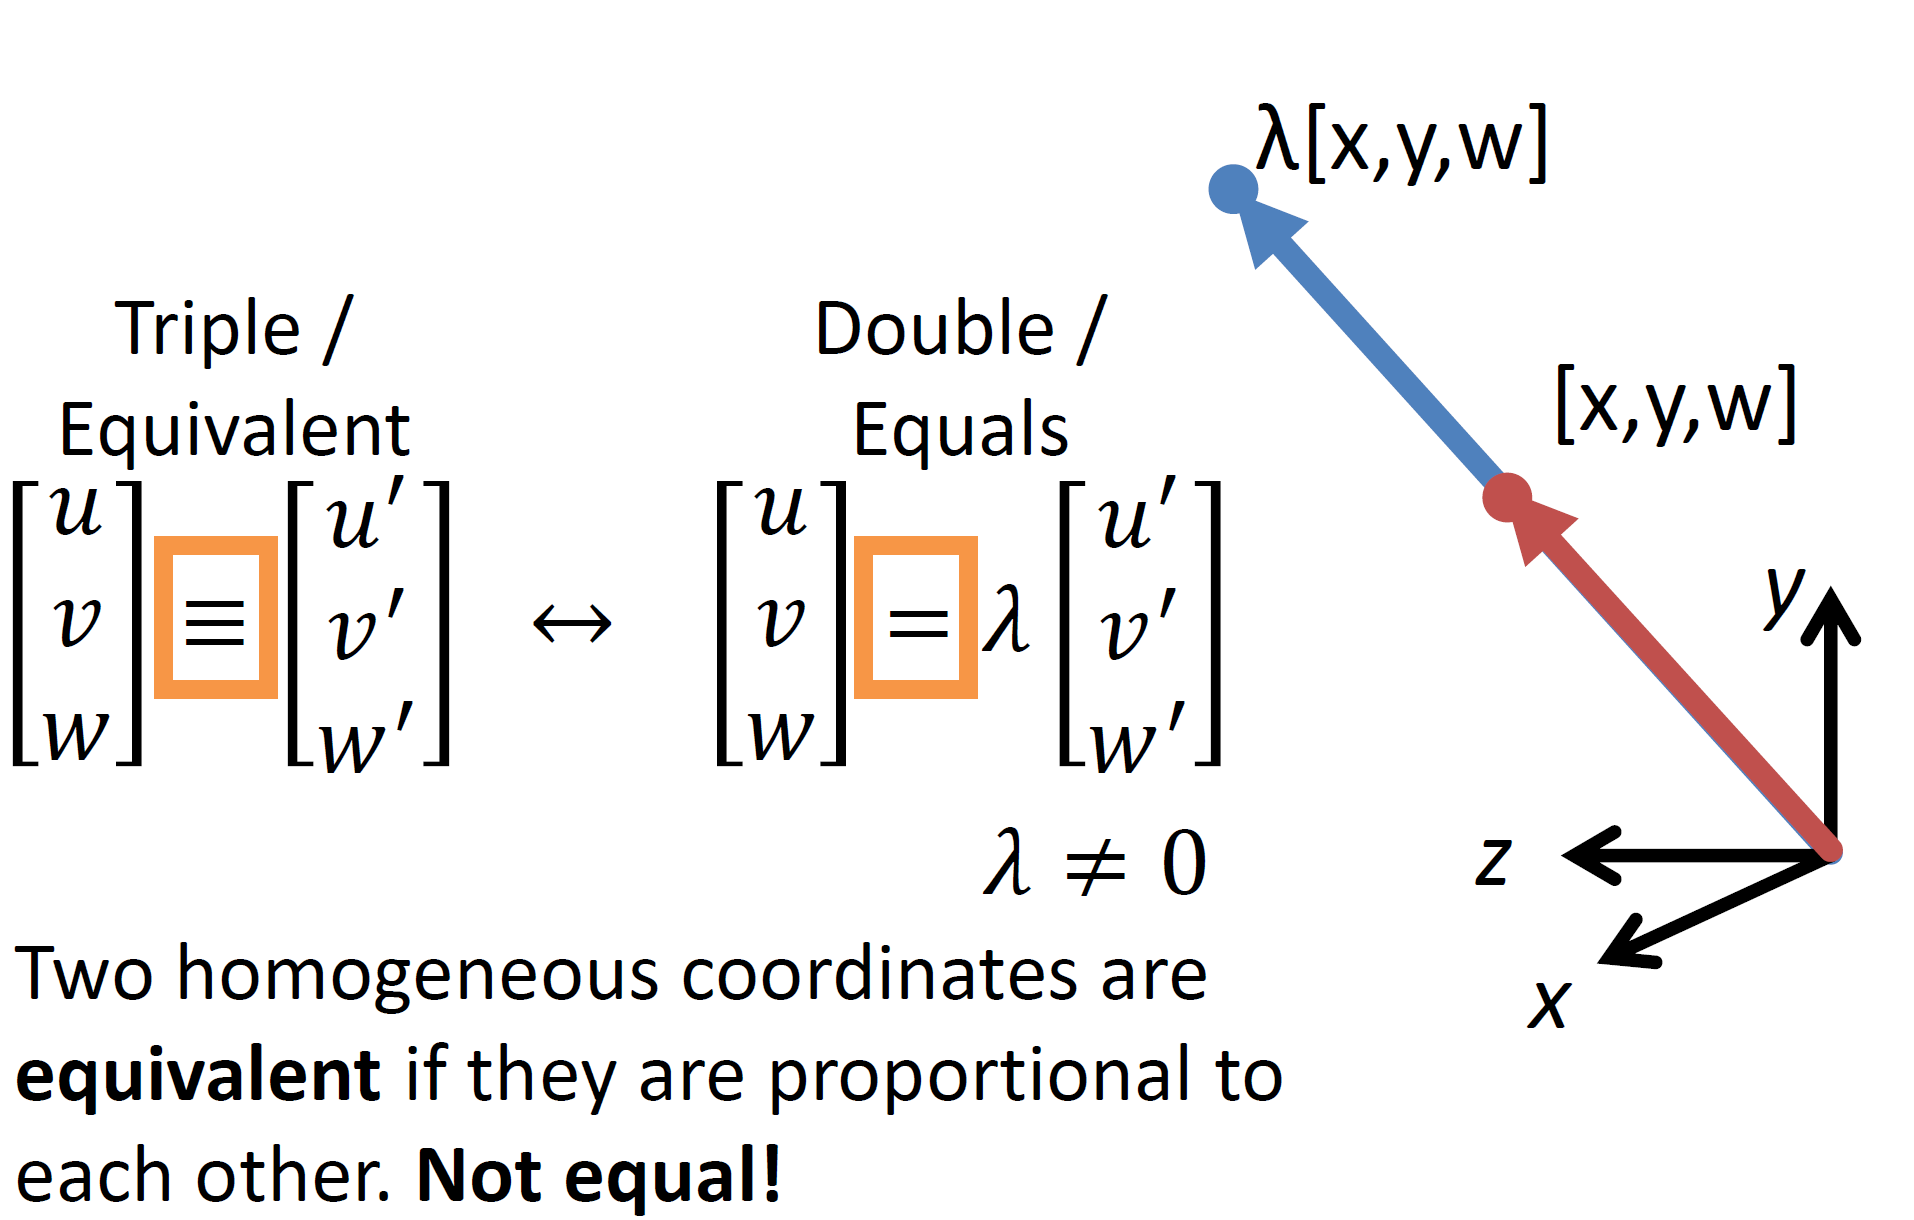 λ[x,y,w]
[x,y,w]
Triple /
Equivalent
Double /
Equals
[u v w] ≡ [u′ v′ w′] ↔ [u v w] = λ [u′ v′ w′]
λ ≠ 0
y
z
x
Two homogeneous coordinates are
equivalent if they are proportional to
each other. Not equal!